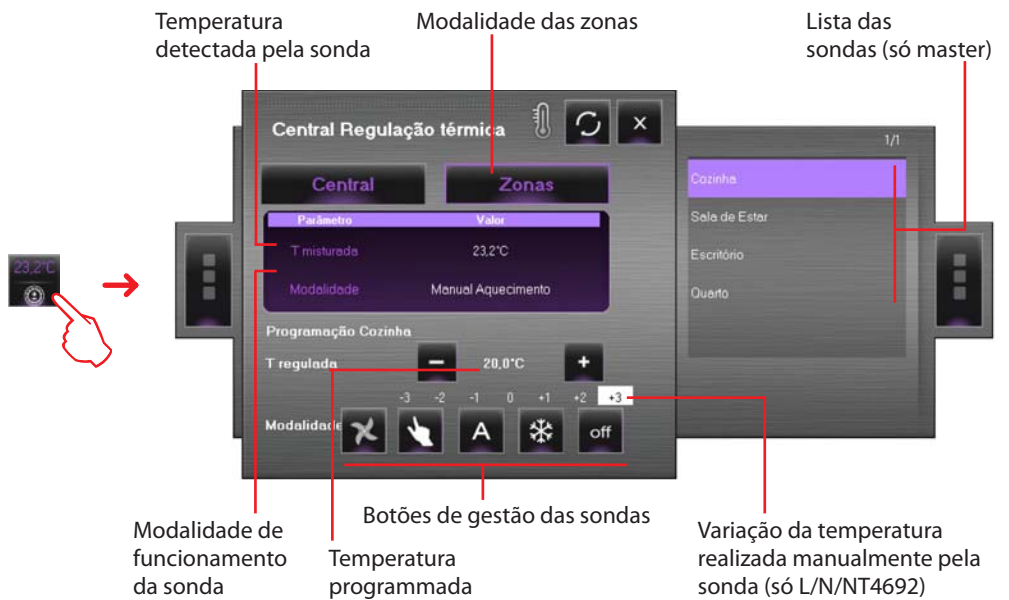 Temperatura
detectada pela sonda
Modalidade das zonas
Lista das
sondas (só master)
Central Regulação térmica
x
1/1
Central
Zonas
Cozinha
Parâmetro Valor
Sala de Estar
T misturada 23,2°C
Escritório
23,2°C
Modalidade Manual Aquecimento
Quarto
Programação Cozinha
T regulada − 20,0°C +
-3 -2 -1 0 +1 +2 +3
Modalidade A off
Botões de gestão das sondas
Modalidade de
funcionamento
da sonda
Temperatura
programmada
Variação da temperatura
realizada manualmente pela
sonda (só L/N/NT4692)